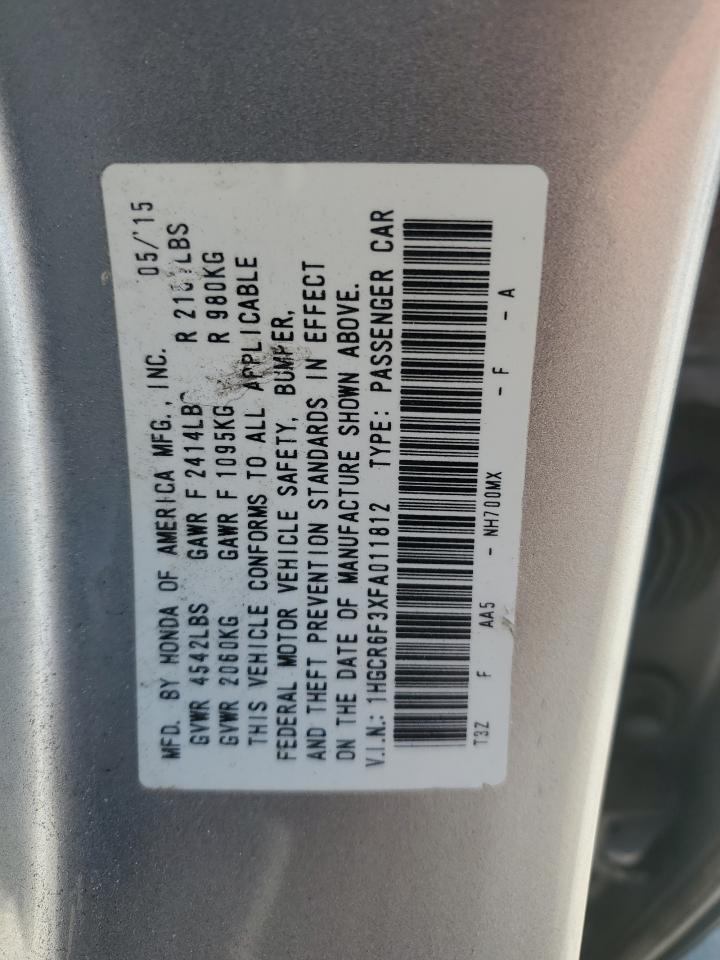 MFD. BY HONDA OF AMERICA MFG., INC. 05/'15
GVWR 4542LBS GAWR F 2414LB R
GVWR 2060KG GAWR F 1095KG R 980KG
THIS VEHICLE CONFORMS TO ALL APPLICABLE
FEDERAL MOTOR VEHICLE SAFETY, BUMPER,
AND THEFT PREVENTION STANDARDS IN EFFECT
ON THE DATE OF MANUFACTURE SHOWN ABOVE.
V.I.N.: 1HGCR6F3XFA011812 TYPE: PASSENGER CAR
T3Z F AA5 - NH700MX - F - A